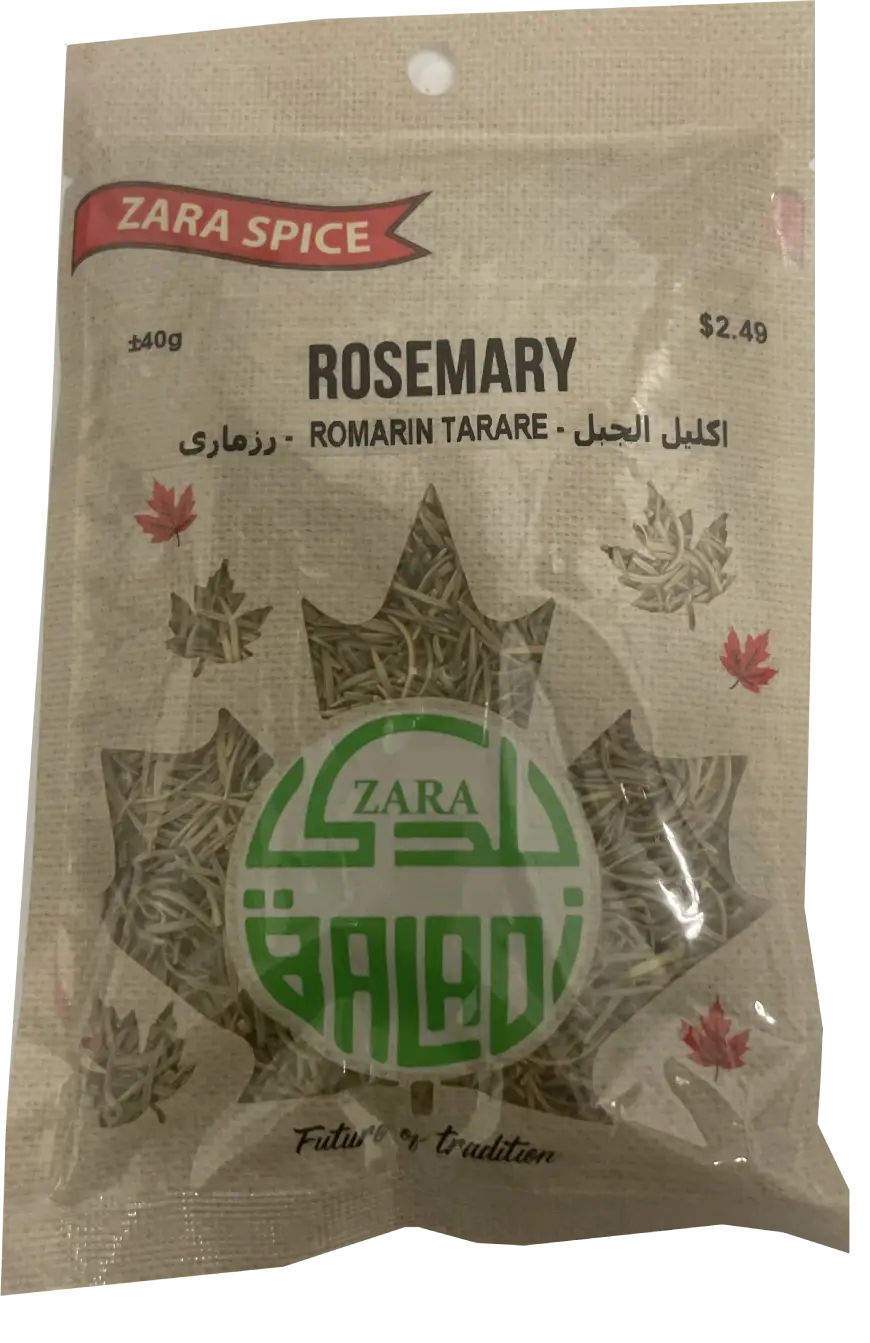 ZARA SPICE
±40g
$2.49
ROSEMARY
رزماری - ROMARIN TARARE - اكليل الجبل
بلدي
ZARA
BALADI
Future of tradition